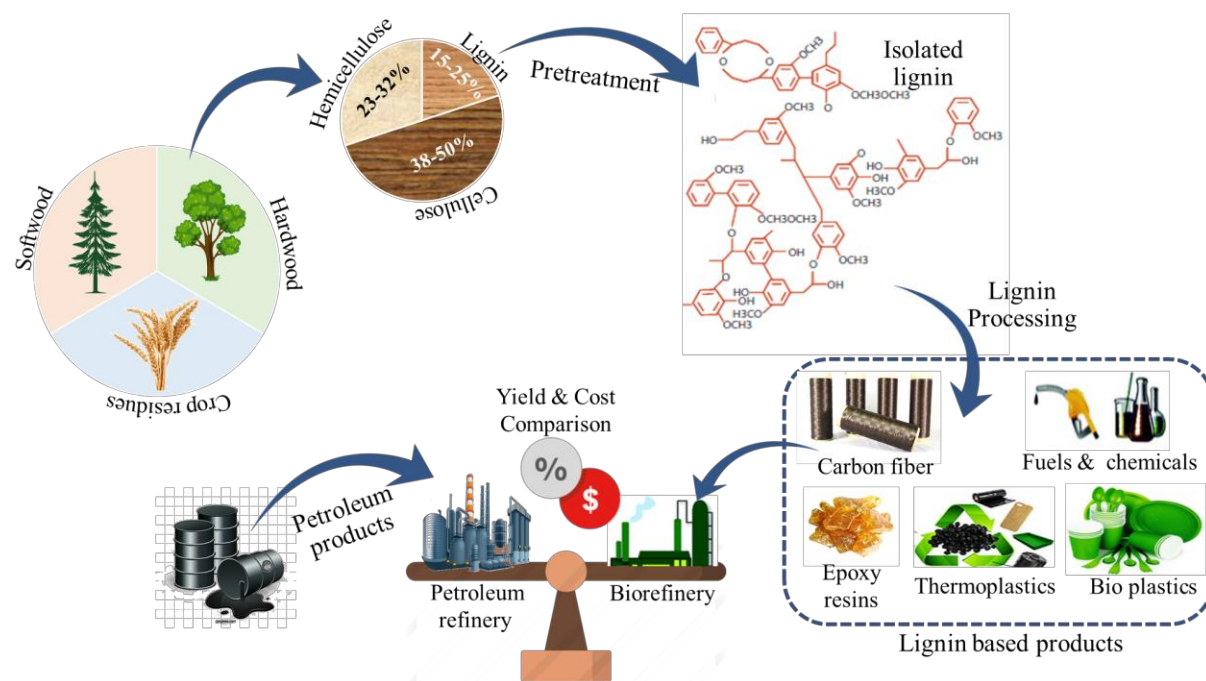 Softwood
Hardwood
Crop residues
Hemicellulose
Lignin
Cellulose
23-32%
15-25%
38-50%
Pretreatment
Isolated
lignin
OCH3
OCH3OCH3
O
O
O
OCH3
HO
O
OH
OCH3
O
OCH3
HO
OH
H3CO
OCH3
O
OCH3OCH3
O
OCH3
OH
O
O
OH
OCH3
HO
OH
H3CO
Lignin
Processing
Carbon fiber
Fuels & chemicals
Epoxy
resins
Thermoplastics
Bio plastics
Lignin based products
Yield & Cost
Comparison
%
$
Petroleum
products
Petroleum
refinery
Biorefinery